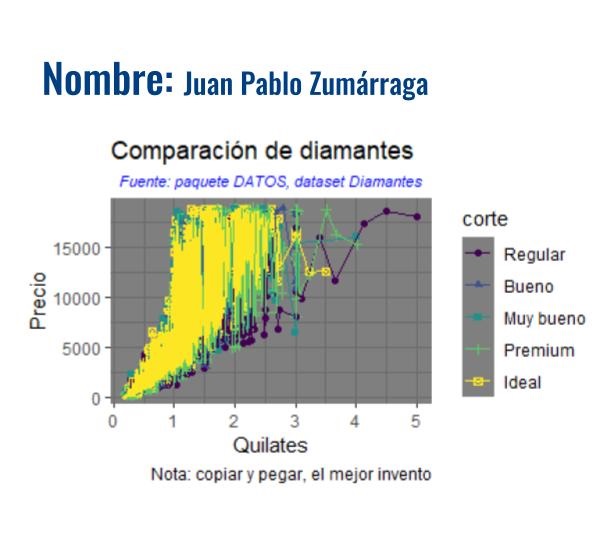 Nombre: Juan Pablo Zumárraga
Comparación de diamantes
Fuente: paquete DATOS, dataset Diamantes
Precio
15000
10000
5000
0
0 1 2 3 4 5
Quilates
Nota: copiar y pegar, el mejor invento
corte
Regular
Bueno
Muy bueno
Premium
Ideal